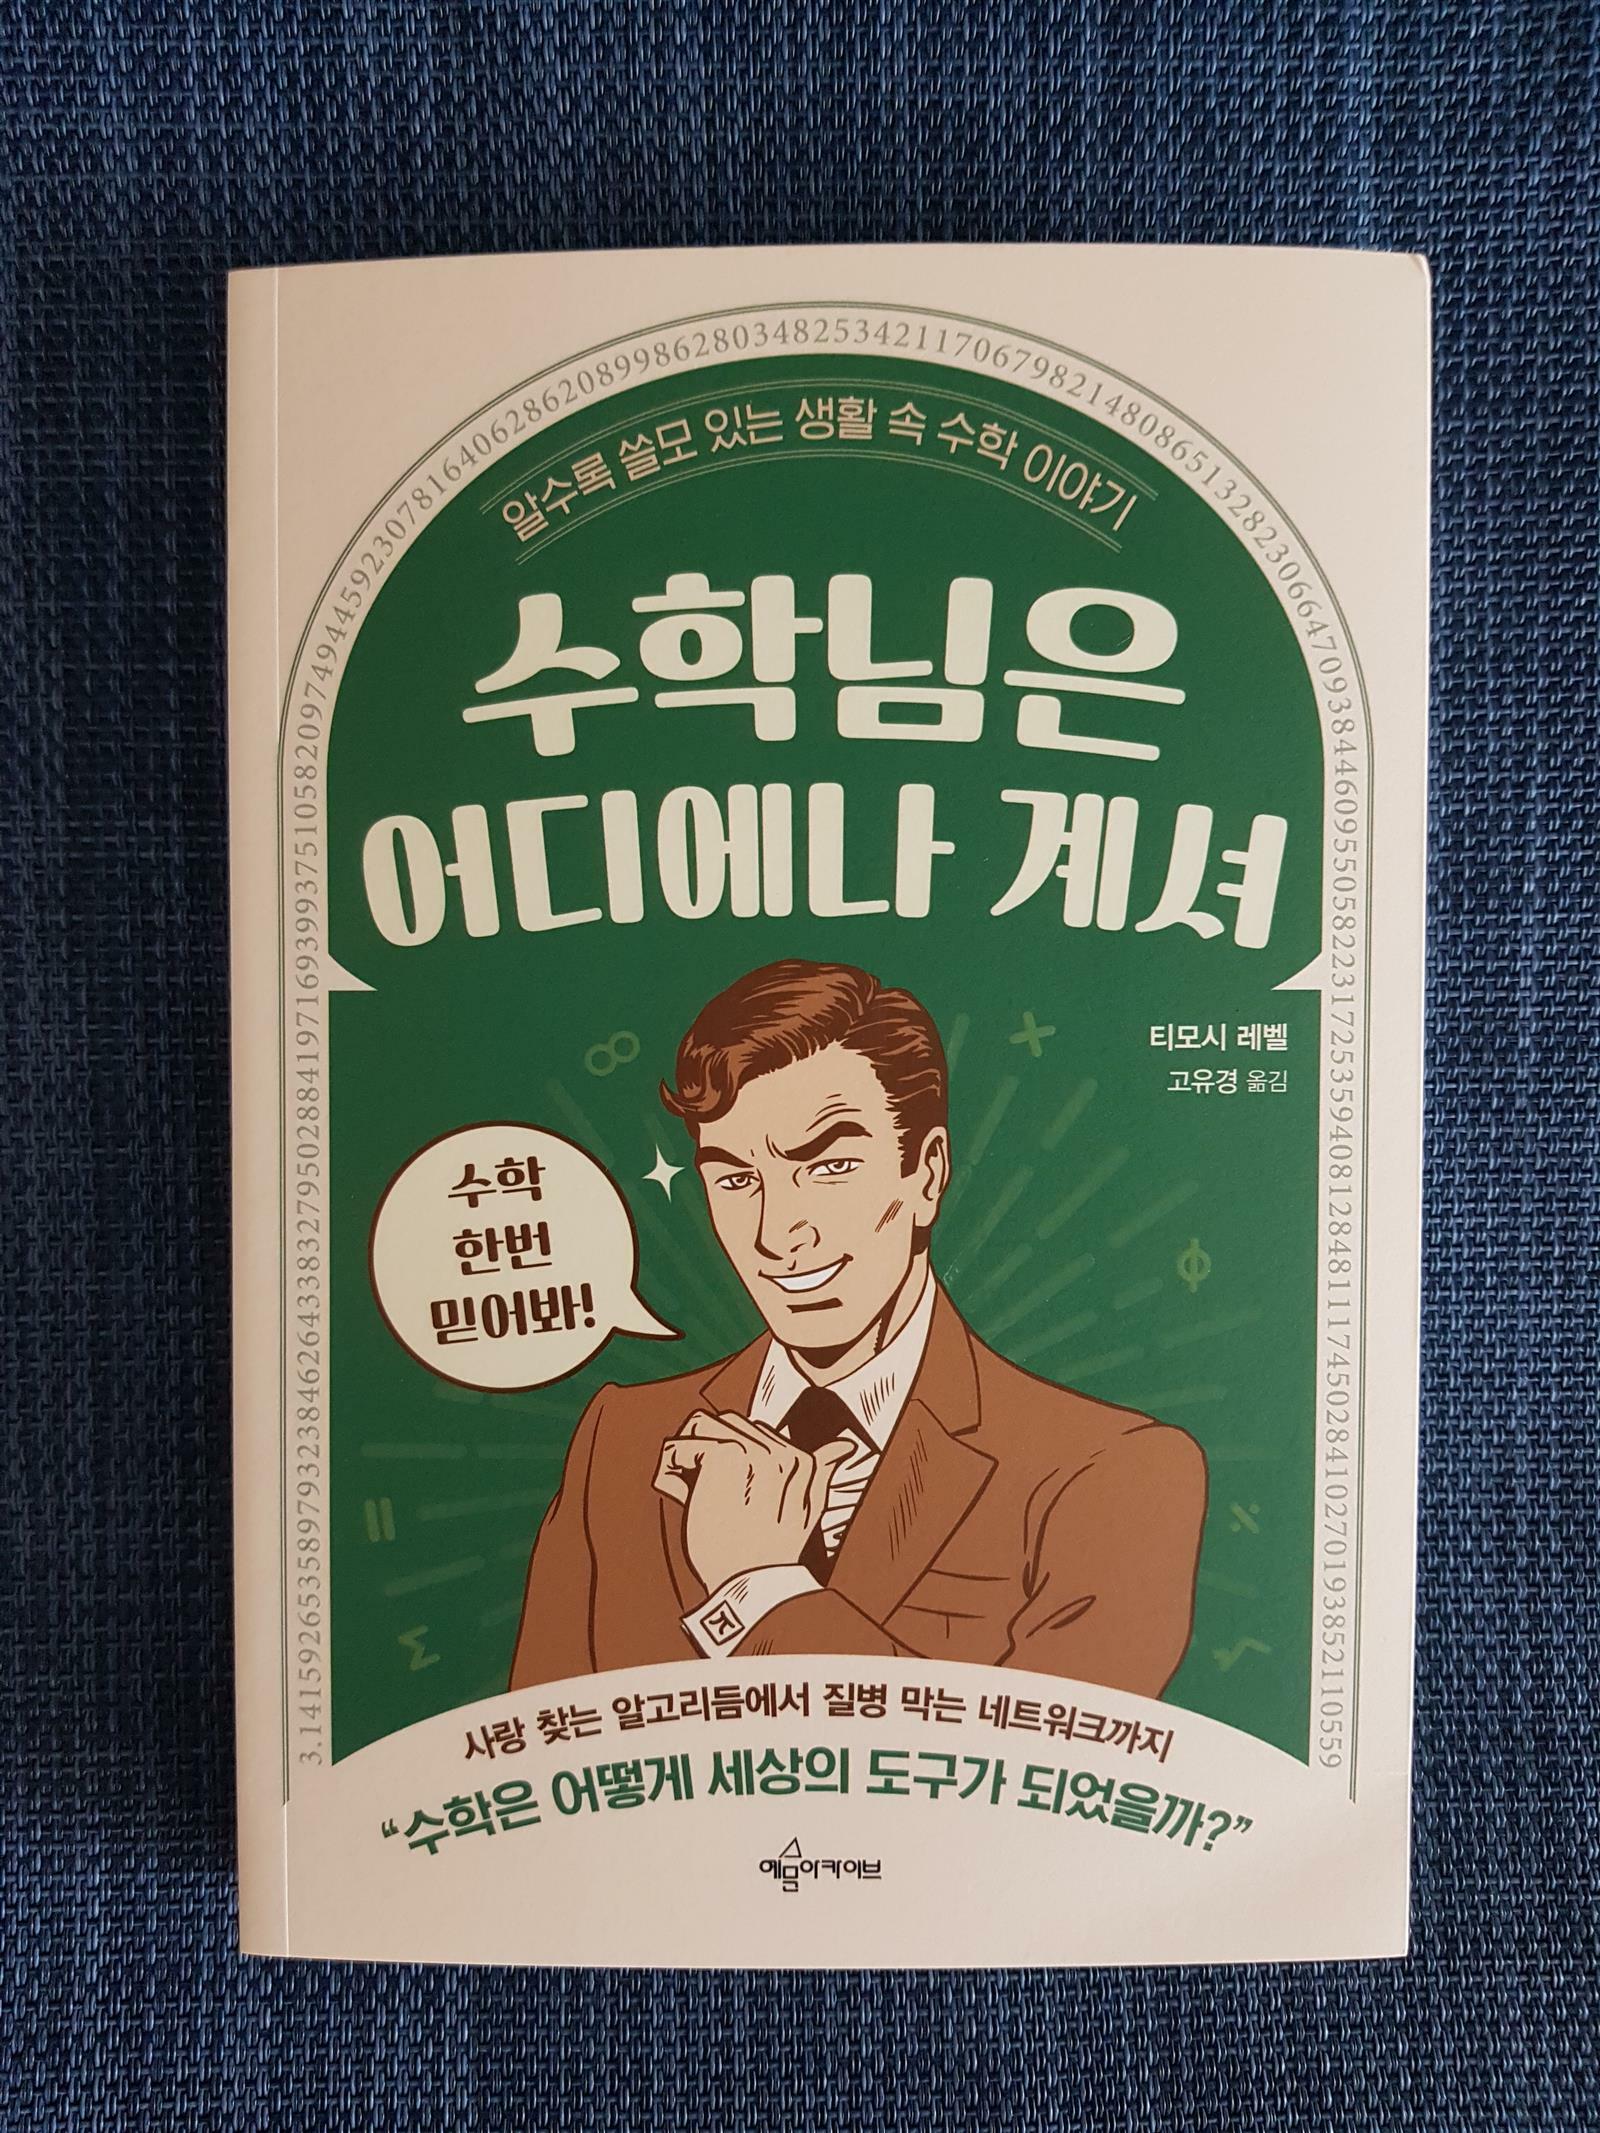 3.14159265358979323846264338327950288419716939937510582097494459230781640628620899862803482534211706798214808651328230664709384460955058223172535940812848111745028410270193852110559
알수록 쓸모 있는 생활 속 수학 이야기
수학님은
어디에나 계셔
티모시 레벨
고유경 옮김
수학
한번
믿어봐!
사랑 찾는 알고리듬에서 질병 막는 네트워크까지
“수학은 어떻게 세상의 도구가 되었을까?”
예문아카이브